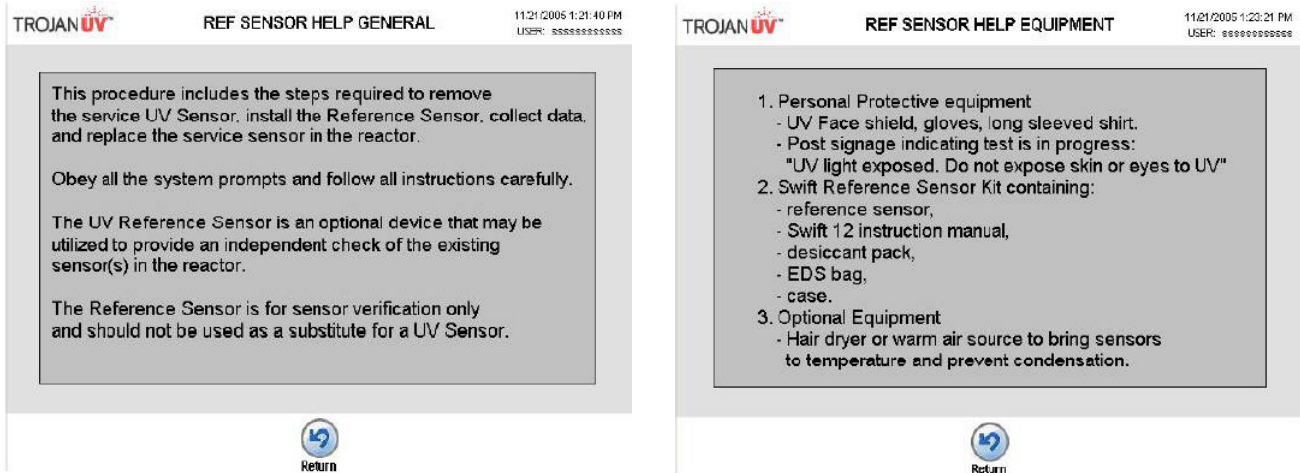 TROJAN UV™
REF SENSOR HELP GENERAL
11/21/2005 1:21:40 PM
USER: ssssssssssss
This procedure includes the steps required to remove
the service UV Sensor, install the Reference Sensor, collect data,
and replace the service sensor in the reactor.
Obey all the system prompts and follow all instructions carefully.
The UV Reference Sensor is an optional device that may be
utilized to provide an independent check of the existing
sensor(s) in the reactor.
The Reference Sensor is for sensor verification only
and should not be used as a substitute for a UV Sensor.
Return
TROJAN UV™
REF SENSOR HELP EQUIPMENT
11/21/2005 1:23:21 PM
USER: ssssssssssss
1. Personal Protective equipment
- UV Face shield, gloves, long sleeved shirt.
- Post signage indicating test is in progress:
"UV light exposed. Do not expose skin or eyes to UV"
2. Swift Reference Sensor Kit containing:
- reference sensor,
- Swift 12 instruction manual,
- desiccant pack,
- EDS bag,
- case.
3. Optional Equipment
- Hair dryer or warm air source to bring sensors
to temperature and prevent condensation.
Return